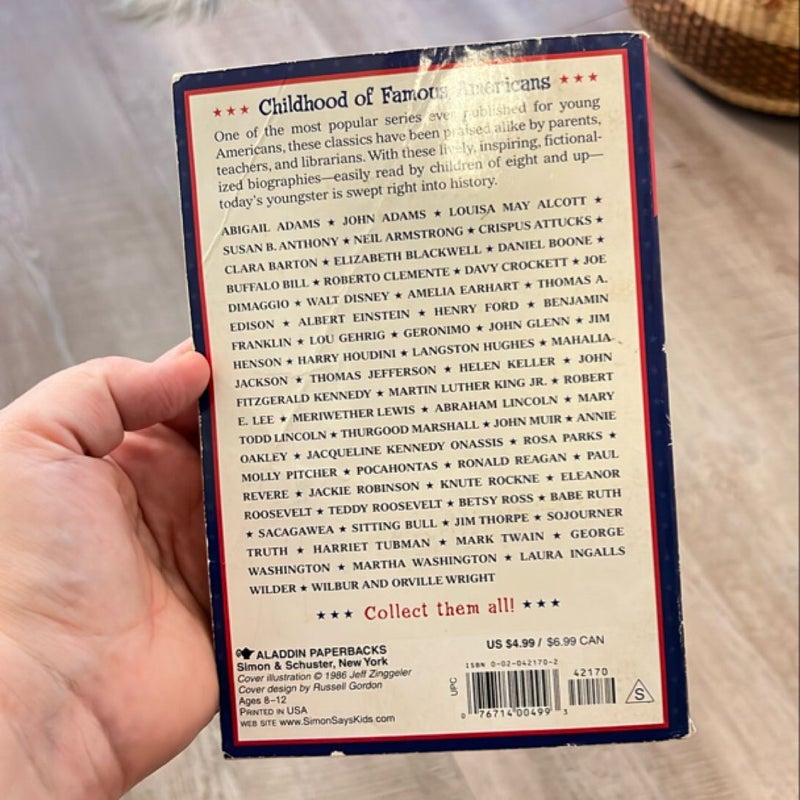 ★ ★ ★ Childhood of Famous Americans ★ ★ ★
One of the most popular series ever published for young
Americans, these classics have been praised alike by parents,
teachers, and librarians. With these lively, inspiring, fictional-
ized biographies—easily read by children of eight and up—
today's youngster is swept right into history.
ABIGAIL ADAMS ★ JOHN ADAMS ★ LOUISA MAY ALCOTT ★
SUSAN B. ANTHONY ★ NEIL ARMSTRONG ★ CRISPUS ATTUCKS ★
CLARA BARTON ★ ELIZABETH BLACKWELL ★ DANIEL BOONE ★
BUFFALO BILL ★ ROBERTO CLEMENTE ★ DAVY CROCKETT ★ JOE
DIMAGGIO ★ WALT DISNEY ★ AMELIA EARHART ★ THOMAS A.
EDISON ★ ALBERT EINSTEIN ★ HENRY FORD ★ BENJAMIN
FRANKLIN ★ LOU GEHRIG ★ GERONIMO ★ JOHN GLENN ★ JIM
HENSON ★ HARRY HOUDINI ★ LANGSTON HUGHES ★ MAHALIA
JACKSON ★ THOMAS JEFFERSON ★ HELEN KELLER ★ JOHN
FITZGERALD KENNEDY ★ MARTIN LUTHER KING JR. ★ ROBERT
E. LEE ★ MERIWETHER LEWIS ★ ABRAHAM LINCOLN ★ MARY
TODD LINCOLN ★ THURGOOD MARSHALL ★ JOHN MUIR ★ ANNIE
OAKLEY ★ JACQUELINE KENNEDY ONASSIS ★ ROSA PARKS ★
MOLLY PITCHER ★ POCAHONTAS ★ RONALD REAGAN ★ PAUL
REVERE ★ JACKIE ROBINSON ★ KNUTE ROCKNE ★ ELEANOR
ROOSEVELT ★ TEDDY ROOSEVELT ★ BETSY ROSS ★ BABE RUTH
★ SACAGAWEA ★ SITTING BULL ★ JIM THORPE ★ SOJOURNER
TRUTH ★ HARRIET TUBMAN ★ MARK TWAIN ★ GEORGE
WASHINGTON ★ MARTHA WASHINGTON ★ LAURA INGALLS
WILDER ★ WILBUR AND ORVILLE WRIGHT
★ ★ ★ Collect them all! ★ ★ ★
ALADDIN PAPERBACKS
Simon & Schuster, New York
Cover illustration © 1986 Jeff Zinggeler
Cover design by Russell Gordon
Ages 8–12
PRINTED IN USA
WEB SITE www.SimonSaysKids.com
US $4.99 / $6.99 CAN
ISBN 0-02-042170-2
42170
UPC
0 76714 00499 3
S